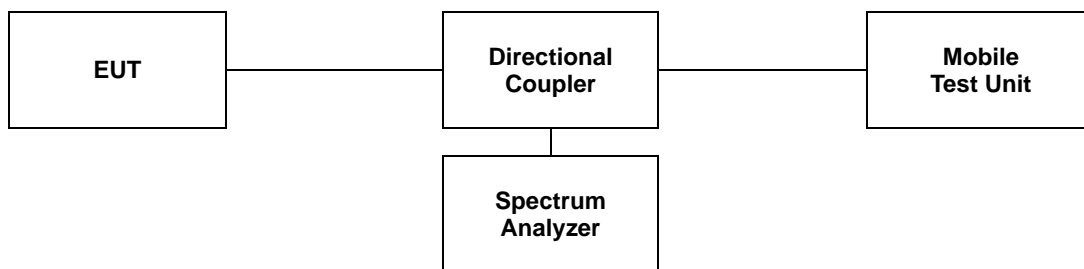 EUT
Directional
Coupler
Mobile
Test Unit
Spectrum
Analyzer